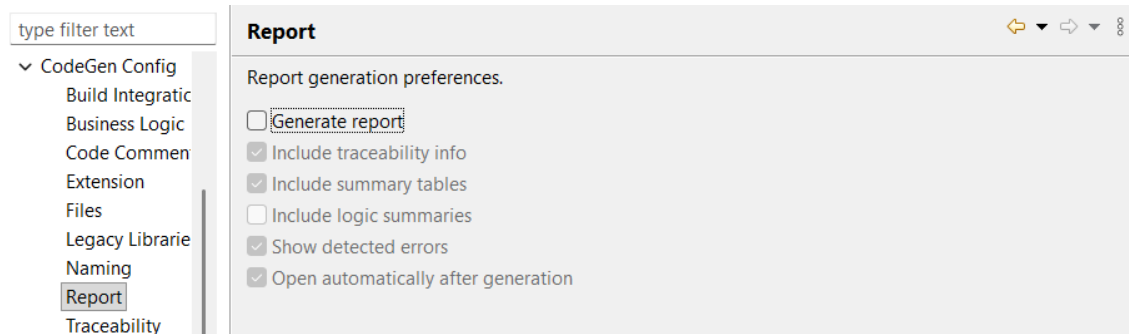 type filter text
CodeGen Config
Build Integratic
Business Logic
Code Commen
Extension
Files
Legacy Librarie
Naming
Report
Traceability
Report
Report generation preferences.
Generate report
Include traceability info
Include summary tables
Include logic summaries
Show detected errors
Open automatically after generation